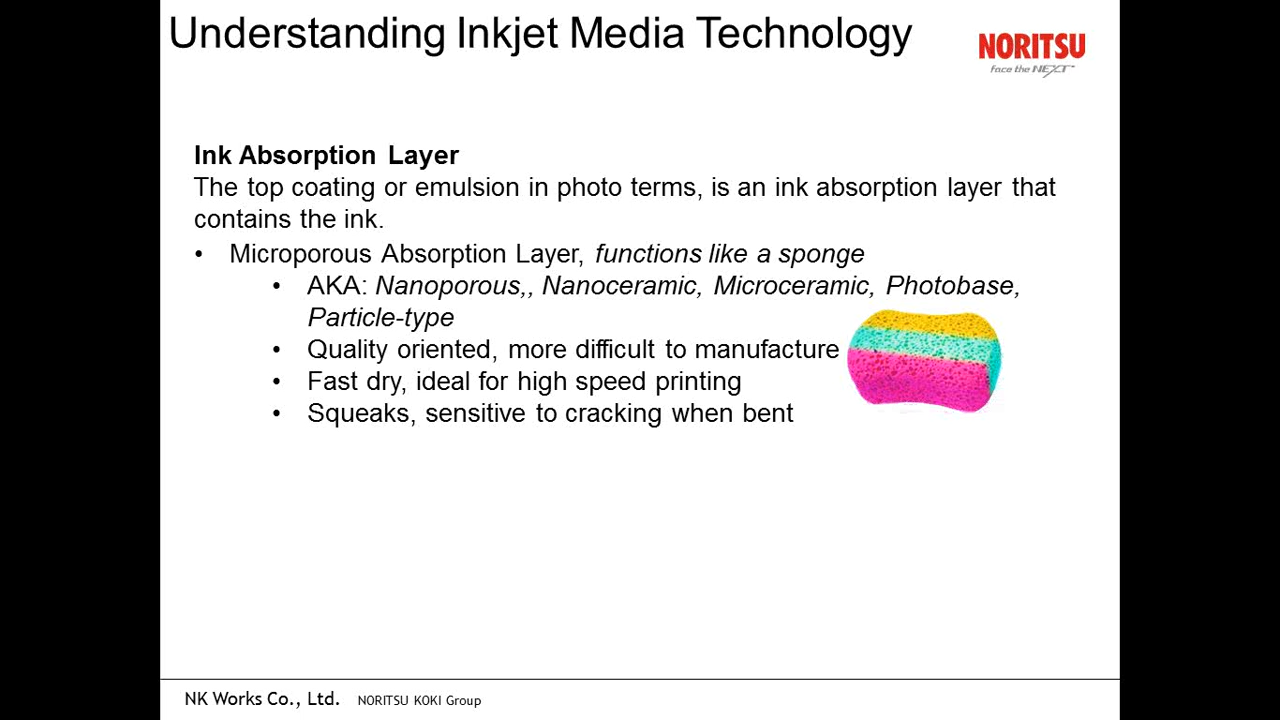 Understanding Inkjet Media Technology
NORITSU
face the NEXT™
Ink Absorption Layer
The top coating or emulsion in photo terms, is an ink absorption layer that
contains the ink.
• Microporous Absorption Layer, functions like a sponge
• AKA: Nanoporous,, Nanoceramic, Microceramic, Photobase,
Particle-type
• Quality oriented, more difficult to manufacture
• Fast dry, ideal for high speed printing
• Squeaks, sensitive to cracking when bent
NK Works Co., Ltd. NORITSU KOKI Group